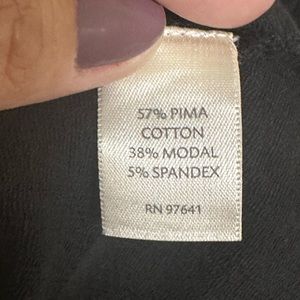 57% PIMA
COTTON
38% MODAL
5% SPANDEX
RN 97641